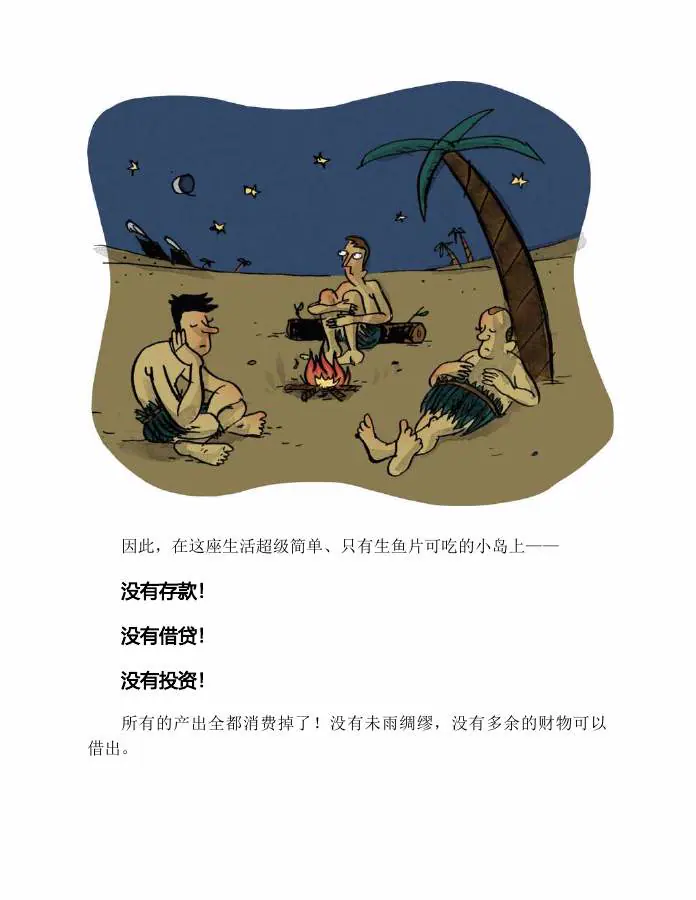 因此，在这座生活超级简单、只有生鱼片可吃的小岛上——
没有存款！
没有借贷！
没有投资！
所有的产出全都消费掉了！没有未雨绸缪，没有多余的财物可以
借出。